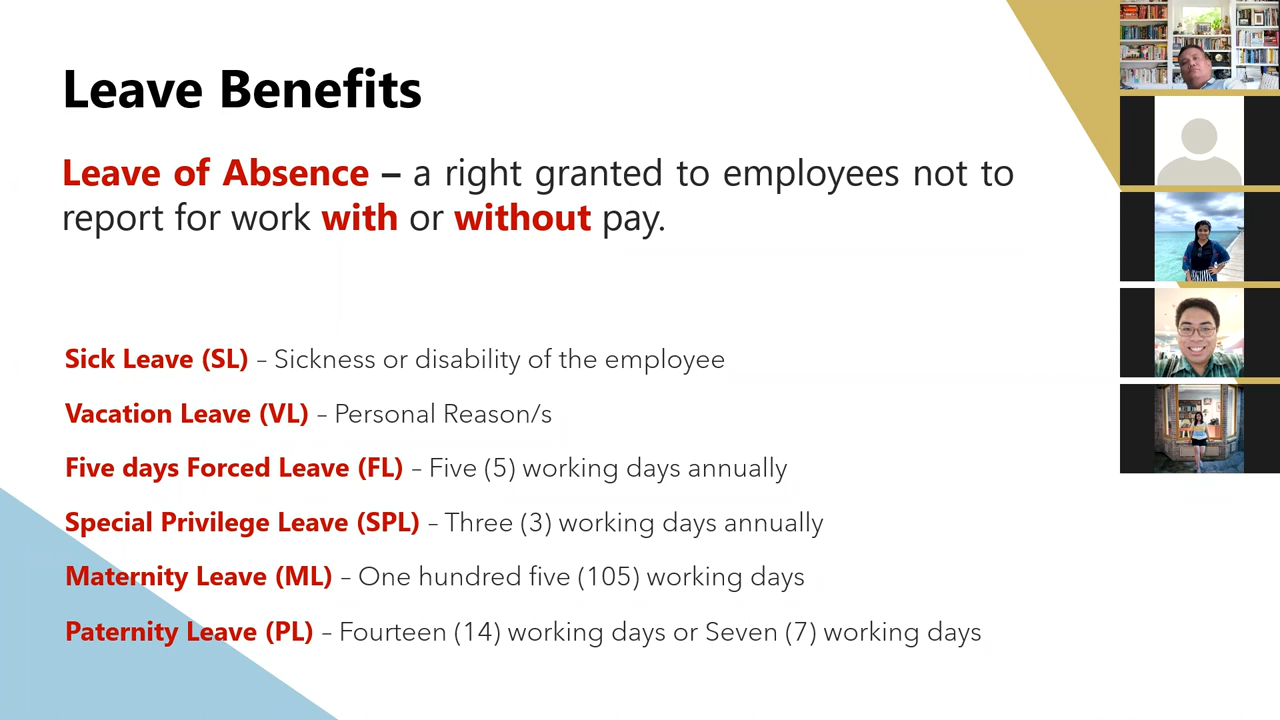 Leave Benefits
Leave of Absence – a right granted to employees not to
report for work with or without pay.
Sick Leave (SL) – Sickness or disability of the employee
Vacation Leave (VL) – Personal Reason/s
Five days Forced Leave (FL) – Five (5) working days annually
Special Privilege Leave (SPL) – Three (3) working days annually
Maternity Leave (ML) – One hundred five (105) working days
Paternity Leave (PL) – Fourteen (14) working days or Seven (7) working days